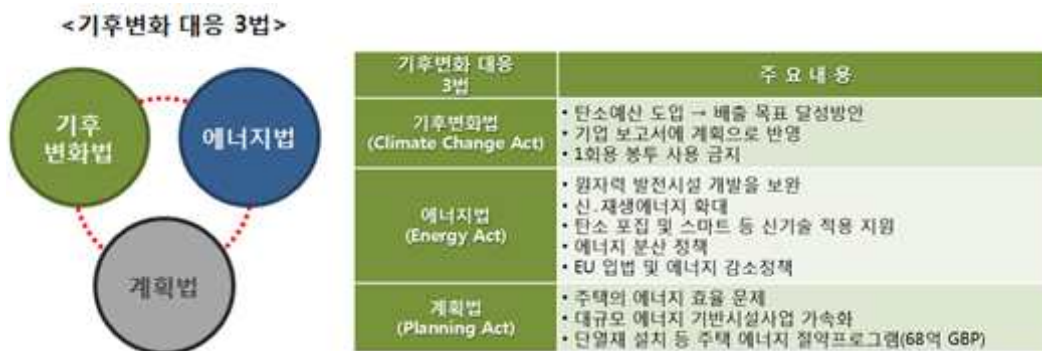 <기후변화 대응 3법>
기후
변화법
에너지법
계획법
기후변화 대응
3법
주 요 내 용
기후변화법
(Climate Change Act)
• 탄소예산 도입 → 배출 목표 달성방안
• 기업 보고서에 계획으로 반영
• 1회용 봉투 사용 금지
에너지법
(Energy Act)
• 원자력 발전시설 개발을 보완
• 신.재생에너지 확대
• 탄소 포집 및 스마트 등 신기술 적용 지원
• 에너지 분산 정책
• EU 입법 및 에너지 감소정책
계획법
(Planning Act)
• 주택의 에너지 효율 문제
• 대규모 에너지 기반시설사업 가속화
• 단열재 설치 등 주택 에너지 절약프로그램(68억 GBP)